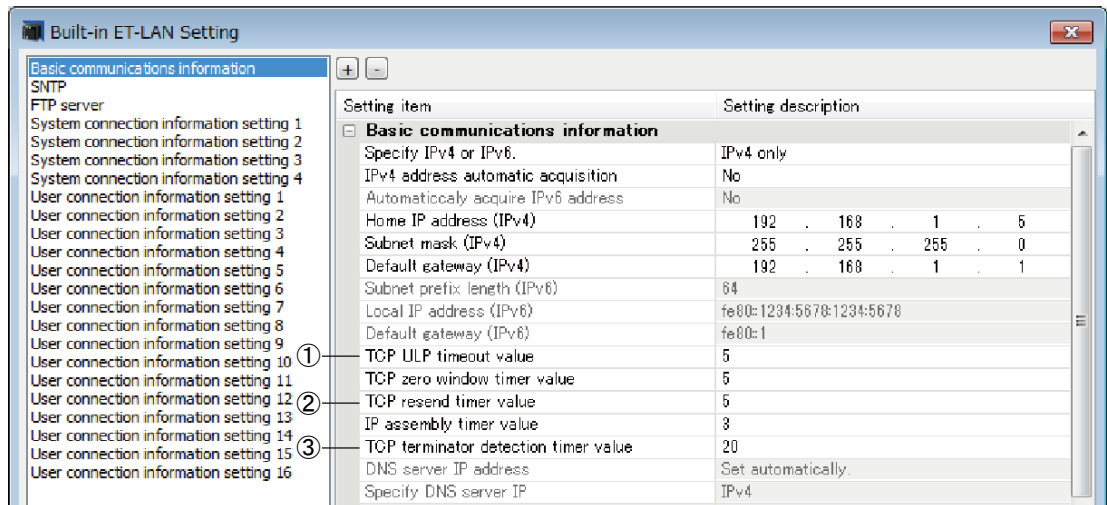 Built-in ET-LAN Setting
Basic communications information
SNTP
FTP server
System connection information setting 1
System connection information setting 2
System connection information setting 3
System connection information setting 4
User connection information setting 1
User connection information setting 2
User connection information setting 3
User connection information setting 4
User connection information setting 5
User connection information setting 6
User connection information setting 7
User connection information setting 8
User connection information setting 9
User connection information setting 10
User connection information setting 11
User connection information setting 12
User connection information setting 13
User connection information setting 14
User connection information setting 15
User connection information setting 16
+ -
Setting item Setting description
Basic communications information
Specify IPv4 or IPv6. IPv4 only
IPv4 address automatic acquisition No
Automaticcaly acquire IPv6 address No
Home IP address (IPv4) 192 . 168 . 1 . 5
Subnet mask (IPv4) 255 . 255 . 255 . 0
Default gateway (IPv4) 192 . 168 . 1 . 1
Subnet prefix length (IPv6) 64
Local IP address (IPv6) fe80::1234:5678:1234:5678
Default gateway (IPv6) fe80::1
① TCP ULP timeout value 5
TCP zero window timer value 5
② TCP resend timer value 5
IP assembly timer value 3
③ TCP terminator detection timer value 20
DNS server IP address Set automatically.
Specify DNS server IP IPv4